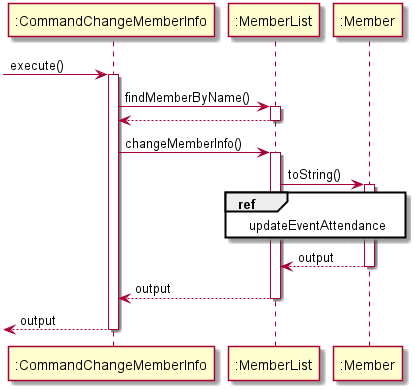 :CommandChangeMemberInfo
:MemberList
:Member
execute()
findMemberByName()
changeMemberInfo()
toString()
ref
updateEventAttendance
output
output
output
:CommandChangeMemberInfo
:MemberList
:Member